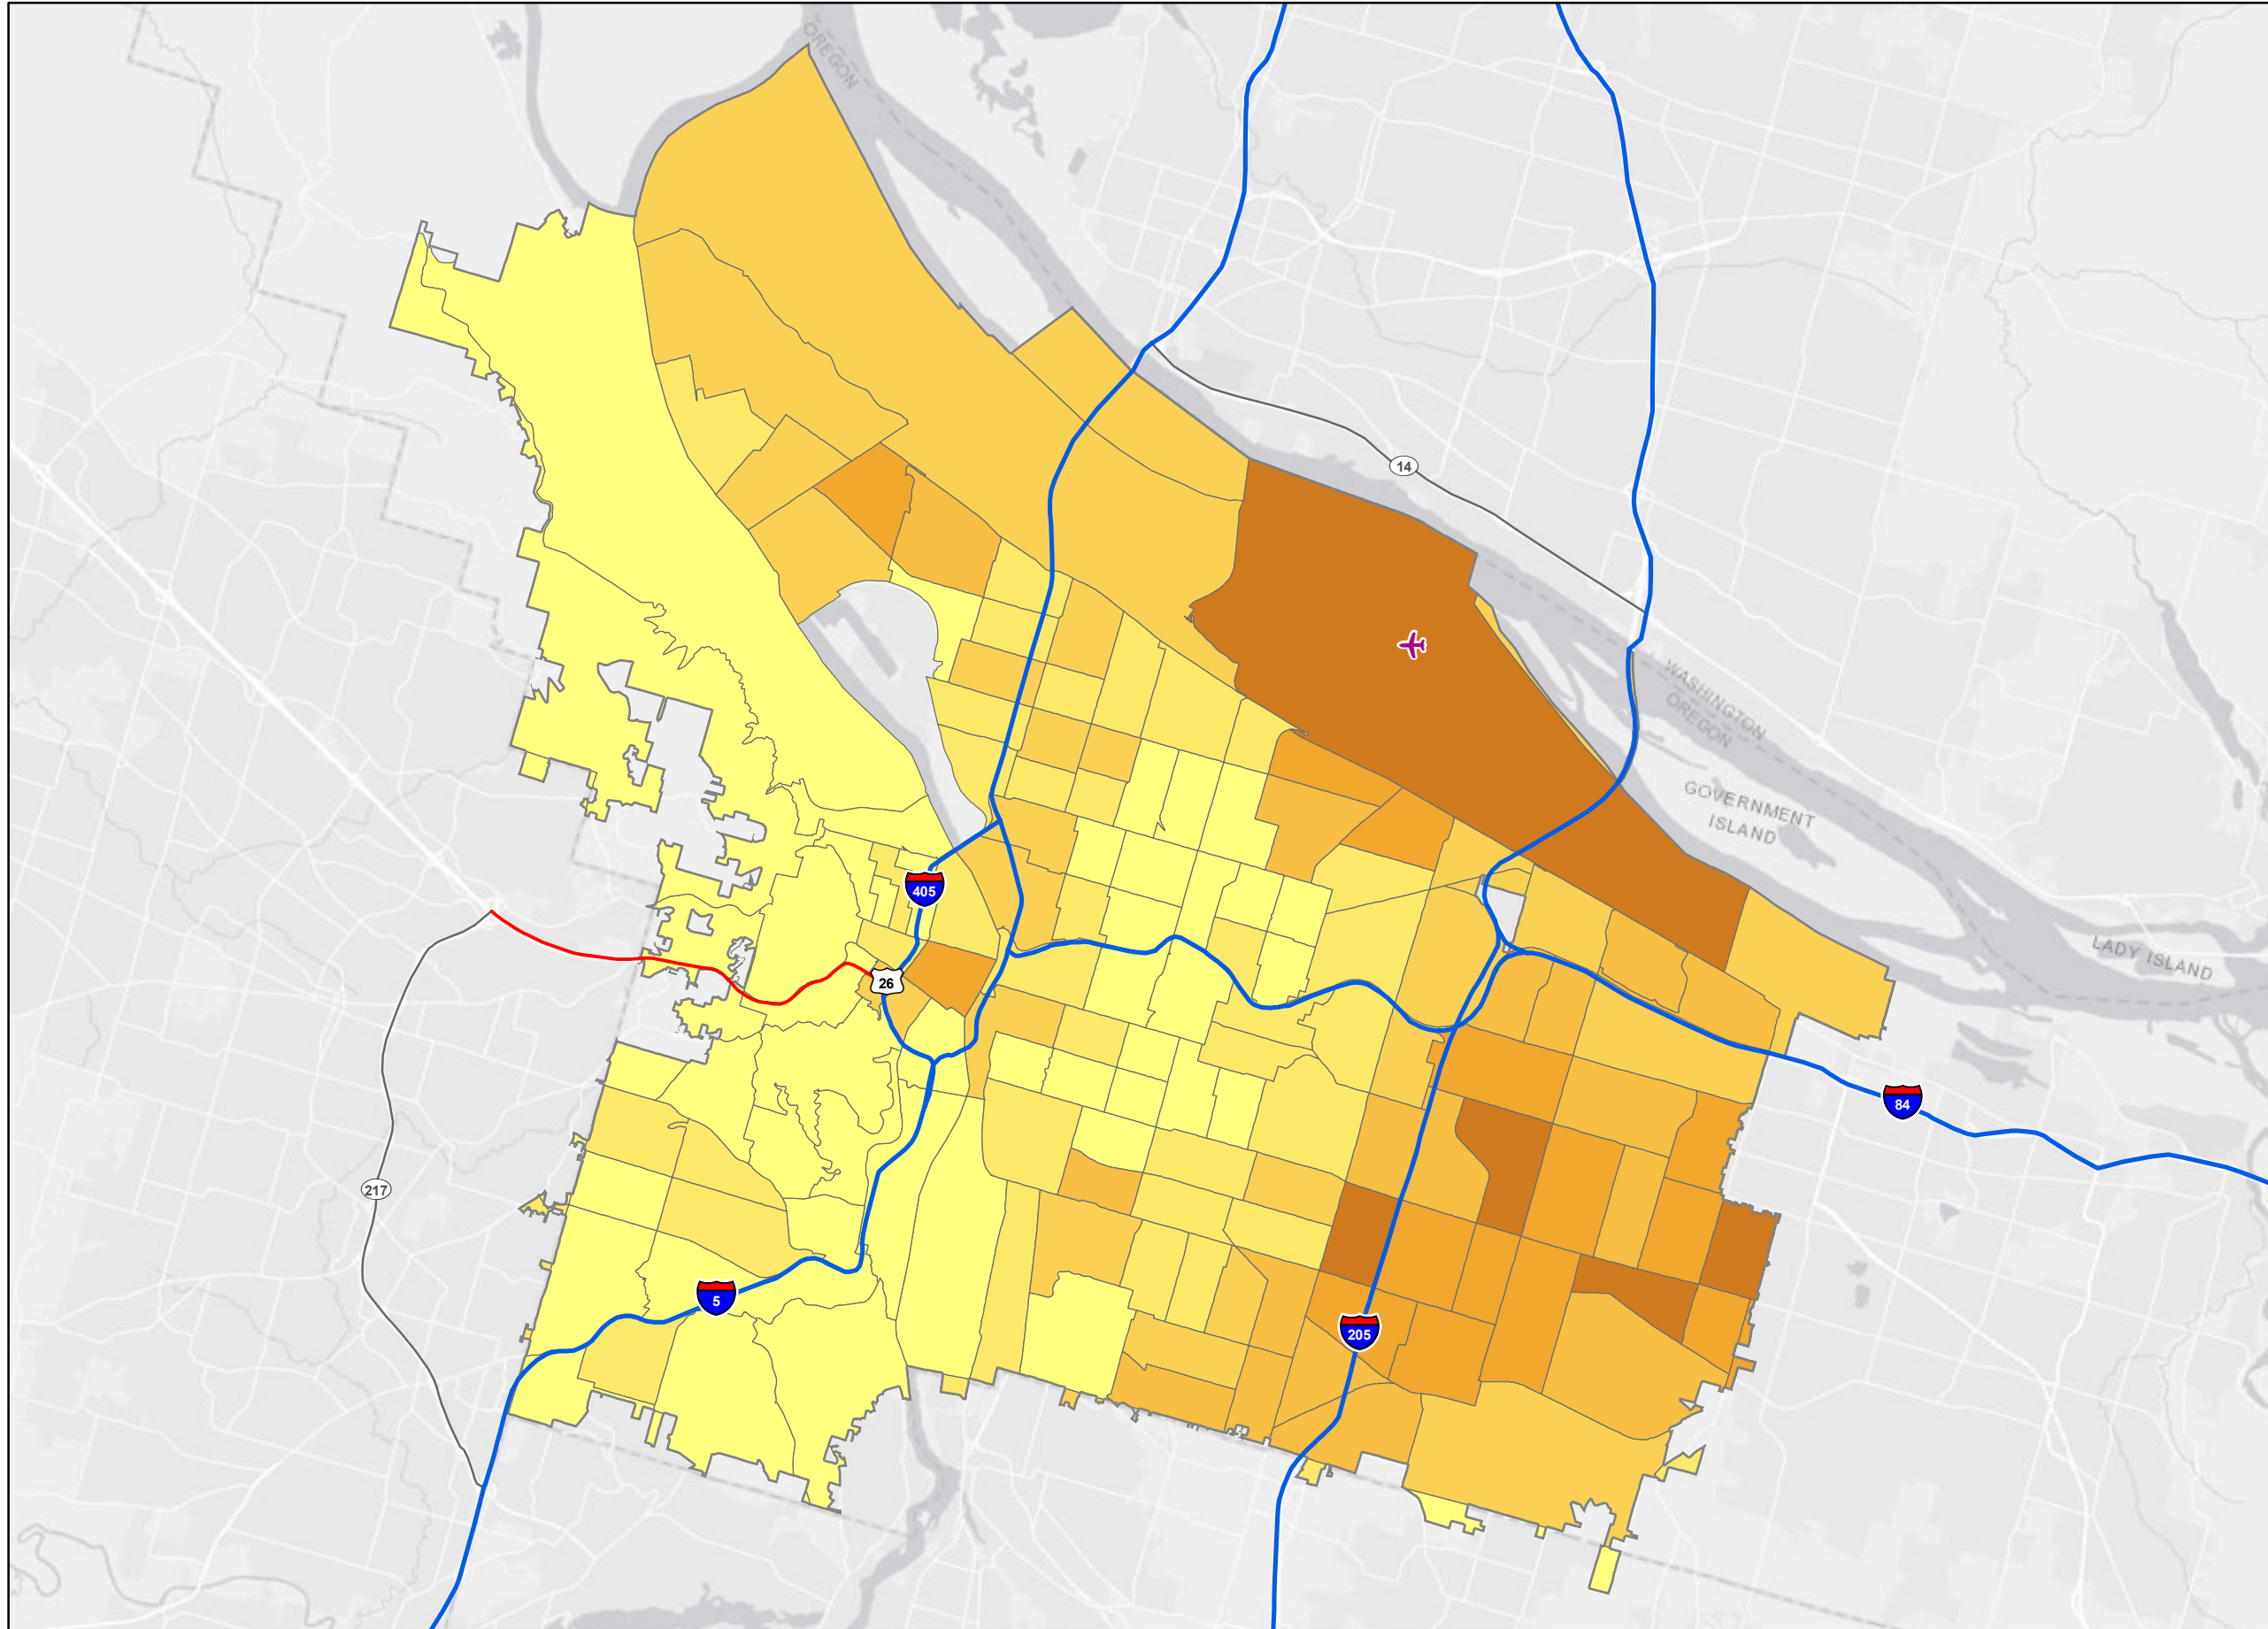 OREGON
14
WASHINGTON
OREGON
GOVERNMENT
ISLAND
405
LADY ISLAND
26
84
217
5
205